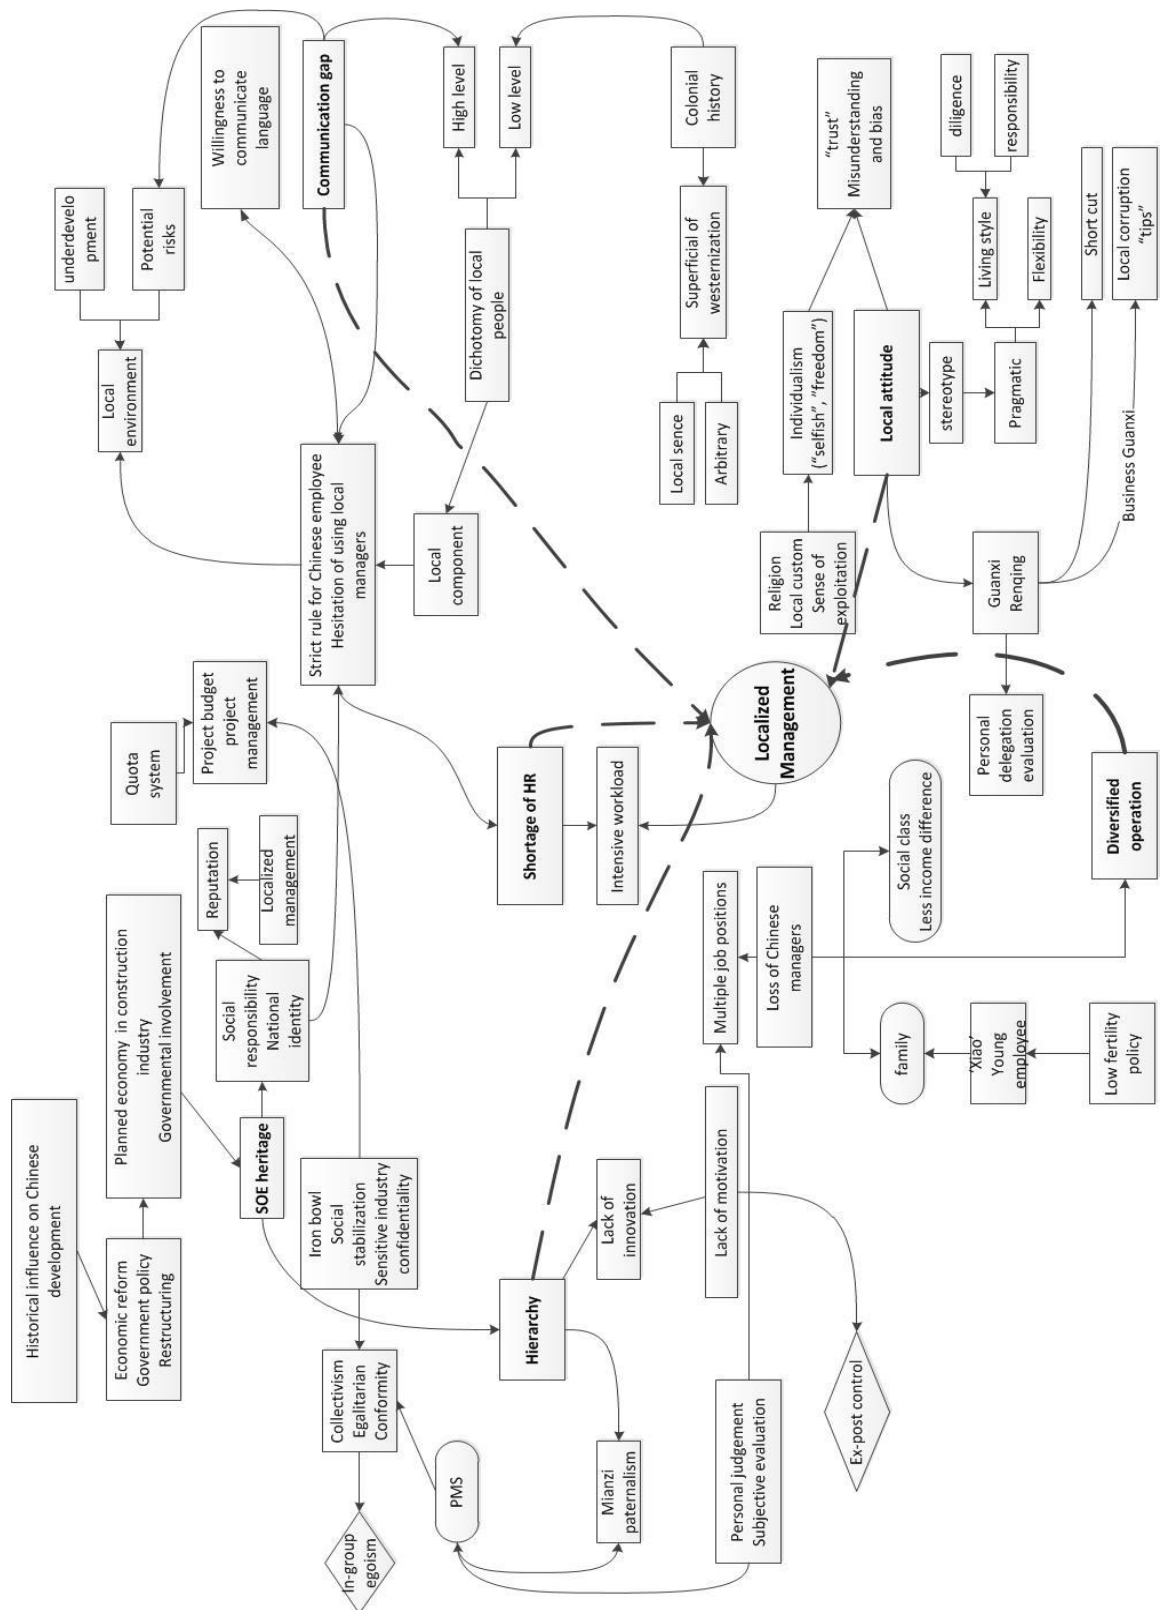 Historical influence on Chinese
development
Economic reform
Government policy
Restructuring
Planned economy in construction
industry
Governmental involvement
SOE heritage
Social
responsibility
National
identity
Reputation
Localized
management
Quota
system
Project budget
project
management
Iron bowl
Social
stabilization
Sensitive industry
confidentiality
Collectivism
Egalitarian
Conformity
In-group
egoism
PMS
Mianzi
paternalism
Hierarchy
Lack of
innovation
Lack of motivation
Personal judgement
Subjective evaluation
Ex-post control
underdevelo
pment
Potential
risks
Local
environment
Willingness to
communicate
language
Communication gap
Strict rule for Chinese employee
Hesitation of using local
managers
Local
component
Dichotomy of local
people
High level
Low level
Colonial
history
Superficial of
westernization
Local sence
Arbitrary
Shortage of HR
Intensive workload
Localized
Management
Multiple job positions
Loss of Chinese
managers
Social class
Less income difference
family
'Xiao'
Young
employee
Low fertility
policy
Diversified
operation
Religion
Local custom
Sense of
exploitation
Individualism
("selfish", "freedom")
"trust"
Misunderstanding
and bias
Local attitude
stereotype
Pragmatic
Living style
Flexibility
diligence
responsibility
Guanxi
Renqing
Personal
delegation
evaluation
Short cut
Local corruption
"tips"
Business Guanxi